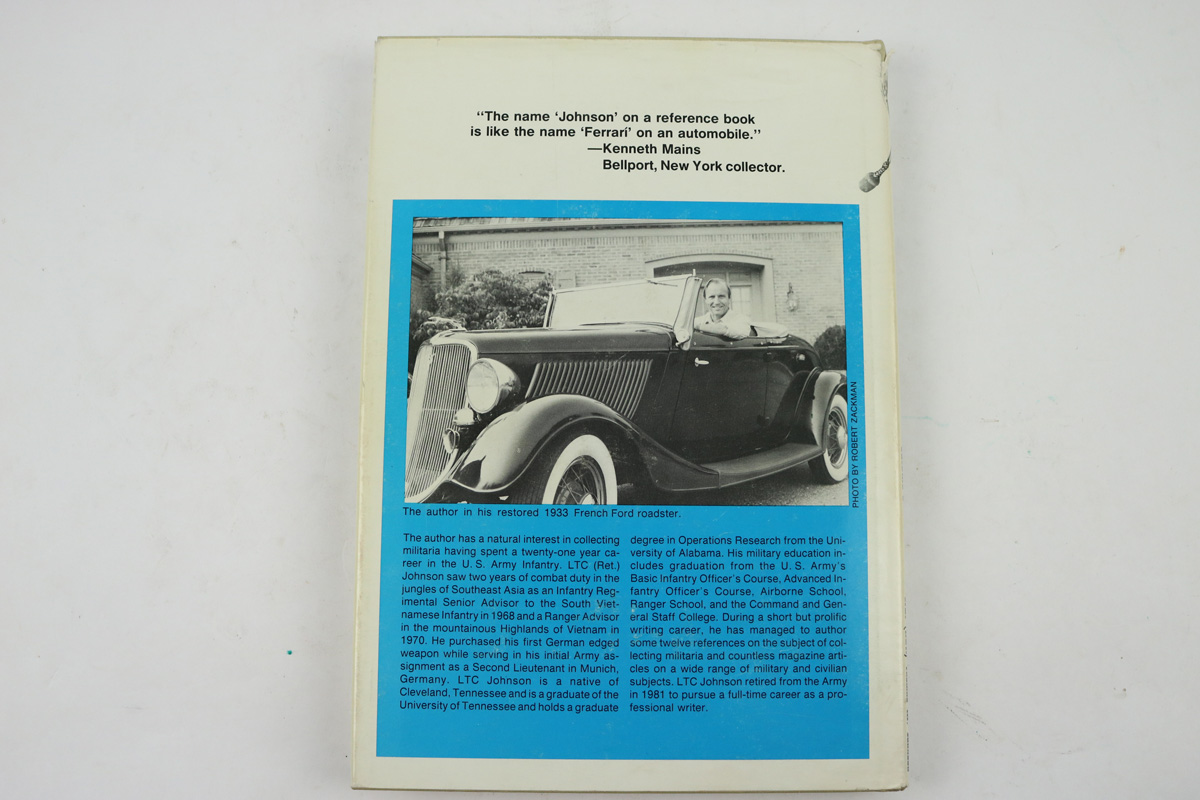 “The name ‘Johnson’ on a reference book
is like the name ‘Ferrari’ on an automobile.”
—Kenneth Mains
Bellport, New York collector.
PHOTO BY ROBERT ZACKMAN
The author in his restored 1933 French Ford roadster.
The author has a natural interest in collecting
militaria having spent a twenty-one year ca-
reer in the U. S. Army Infantry. LTC (Ret.)
Johnson saw two years of combat duty in the
jungles of Southeast Asia as an Infantry Reg-
imental Senior Advisor to the South Viet-
namese Infantry in 1968 and a Ranger Advisor
in the mountainous Highlands of Vietnam in
1970. He purchased his first German edged
weapon while serving in his initial Army as-
signment as a Second Lieutenant in Munich,
Germany. LTC Johnson is a native of
Cleveland, Tennessee and is a graduate of the
University of Tennessee and holds a graduate
degree in Operations Research from the Uni-
versity of Alabama. His military education in-
cludes graduation from the U. S. Army’s
Basic Infantry Officer’s Course, Advanced In-
fantry Officer’s Course, Airborne School,
Ranger School, and the Command and Gen-
eral Staff College. During a short but prolific
writing career, he has managed to author
some twelve references on the subject of col-
lecting militaria and countless magazine arti-
cles on a wide range of military and civilian
subjects. LTC Johnson retired from the Army
in 1981 to pursue a full-time career as a pro-
fessional writer.